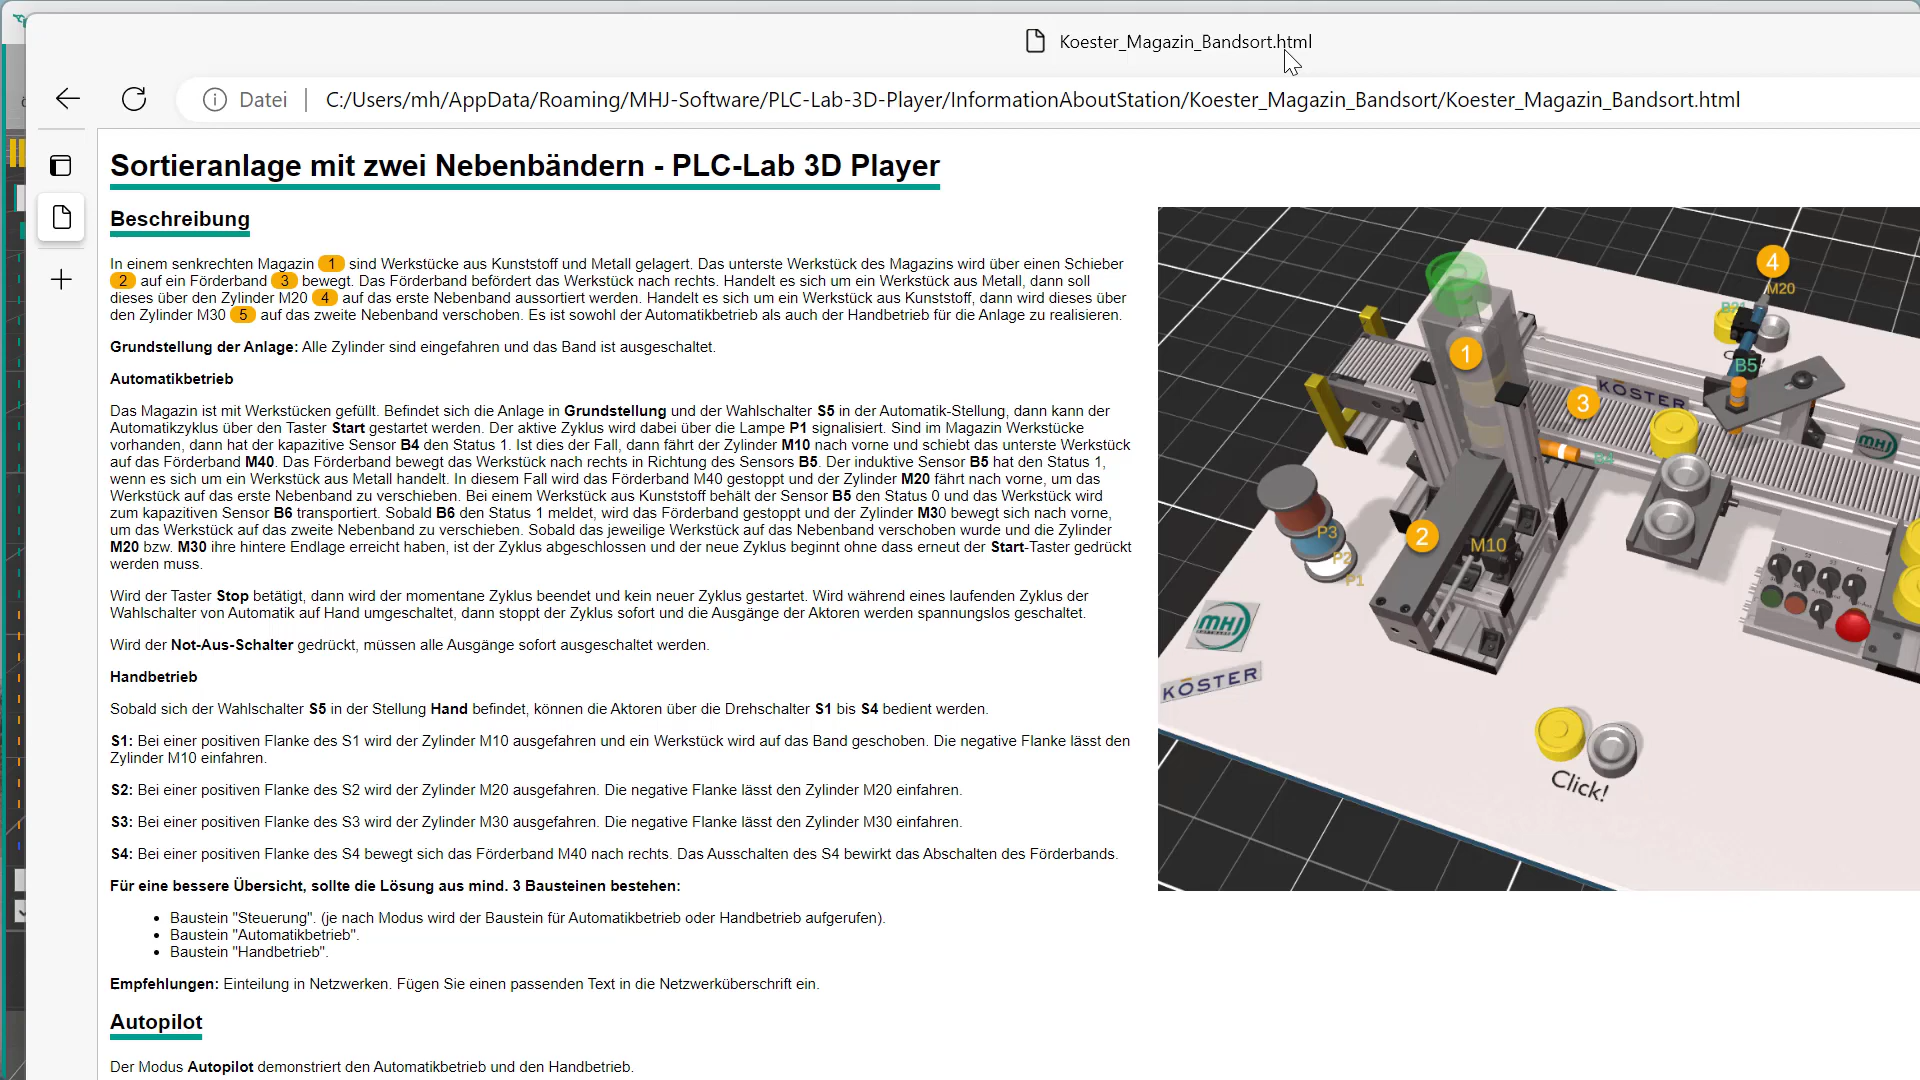 Koester_Magazin_Bandsort.html
Datei
C:/Users/mh/AppData/Roaming/MHJ-Software/PLC-Lab-3D-Player/InformationAboutStation/Koester_Magazin_Bandsort/Koester_Magazin_Bandsort.html
Sortieranlage mit zwei Nebenbändern - PLC-Lab 3D Player
Beschreibung
In einem senkrechten Magazin 1 sind Werkstücke aus Kunststoff und Metall gelagert. Das unterste Werkstück des Magazins wird über einen Schieber
2 auf ein Förderband 3 bewegt. Das Förderband befördert das Werkstück nach rechts. Handelt es sich um ein Werkstück aus Metall, dann soll
dieses über den Zylinder M20 4 auf das erste Nebenband aussortiert werden. Handelt es sich um ein Werkstück aus Kunststoff, dann wird dieses über
den Zylinder M30 5 auf das zweite Nebenband verschoben. Es ist sowohl der Automatikbetrieb als auch der Handbetrieb für die Anlage zu realisieren.
Grundstellung der Anlage: Alle Zylinder sind eingefahren und das Band ist ausgeschaltet.
Automatikbetrieb
Das Magazin ist mit Werkstücken gefüllt. Befindet sich die Anlage in Grundstellung und der Wahlschalter S5 in der Automatik-Stellung, dann kann der
Automatikzyklus über den Taster Start gestartet werden. Der aktive Zyklus wird dabei über die Lampe P1 signalisiert. Sind im Magazin Werkstücke
vorhanden, dann hat der kapazitive Sensor B4 den Status 1. Ist dies der Fall, dann fährt der Zylinder M10 nach vorne und schiebt das unterste Werkstück
auf das Förderband M40. Das Förderband bewegt das Werkstück nach rechts in Richtung des Sensors B5. Der induktive Sensor B5 hat den Status 1,
wenn es sich um ein Werkstück aus Metall handelt. In diesem Fall wird das Förderband M40 gestoppt und der Zylinder M20 fährt nach vorne, um das
Werkstück auf das erste Nebenband zu verschieben. Bei einem Werkstück aus Kunststoff behält der Sensor B5 den Status 0 und das Werkstück wird
zum kapazitiven Sensor B6 transportiert. Sobald B6 den Status 1 meldet, wird das Förderband gestoppt und der Zylinder M30 bewegt sich nach vorne,
um das Werkstück auf das zweite Nebenband zu verschieben. Sobald das jeweilige Werkstück auf das Nebenband verschoben wurde und die Zylinder
M20 bzw. M30 ihre hintere Endlage erreicht haben, ist der Zyklus abgeschlossen und der neue Zyklus beginnt ohne dass erneut der Start-Taster gedrückt
werden muss.
Wird der Taster Stop betätigt, dann wird der momentane Zyklus beendet und kein neuer Zyklus gestartet. Wird während eines laufenden Zyklus der
Wahlschalter von Automatik auf Hand umgeschaltet, dann stoppt der Zyklus sofort und die Ausgänge der Aktoren werden spannungslos geschaltet.
Wird der Not-Aus-Schalter gedrückt, müssen alle Ausgänge sofort ausgeschaltet werden.
Handbetrieb
Sobald sich der Wahlschalter S5 in der Stellung Hand befindet, können die Aktoren über die Drehschalter S1 bis S4 bedient werden.
S1: Bei einer positiven Flanke des S1 wird der Zylinder M10 ausgefahren und ein Werkstück wird auf das Band geschoben. Die negative Flanke lässt den
Zylinder M10 einfahren.
S2: Bei einer positiven Flanke des S2 wird der Zylinder M20 ausgefahren. Die negative Flanke lässt den Zylinder M20 einfahren.
S3: Bei einer positiven Flanke des S3 wird der Zylinder M30 ausgefahren. Die negative Flanke lässt den Zylinder M30 einfahren.
S4: Bei einer positiven Flanke des S4 bewegt sich das Förderband M40 nach rechts. Das Ausschalten des S4 bewirkt das Abschalten des Förderbands.
Für eine bessere Übersicht, sollte die Lösung aus mind. 3 Bausteinen bestehen:
Baustein "Steuerung". (je nach Modus wird der Baustein für Automatikbetrieb oder Handbetrieb aufgerufen).
Baustein "Automatikbetrieb".
Baustein "Handbetrieb".
Empfehlungen: Einteilung in Netzwerken. Fügen Sie einen passenden Text in die Netzwerküberschrift ein.
Autopilot
Der Modus Autopilot demonstriert den Automatikbetrieb und den Handbetrieb.
4
M20
B21
1
B5
3
KÖSTER
MHJ
B4
P3
2
M10
P2
P1
MHJ
SOFTWARE
KÖSTER
Click!